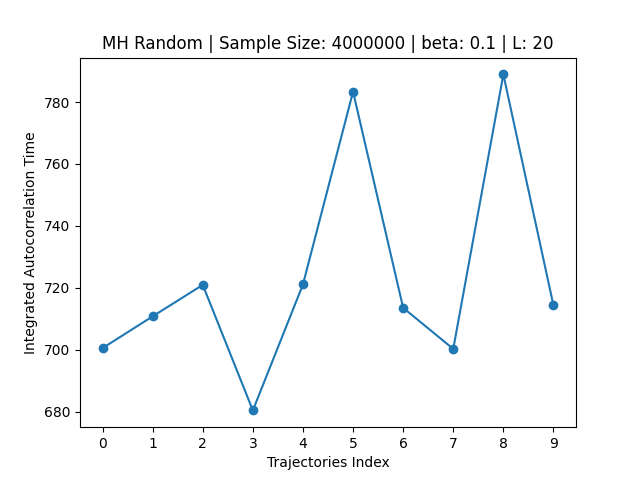 MH Random | Sample Size: 4000000 | beta: 0.1 | L: 20
780
760
740
720
700
680
Integrated Autocorrelation Time
0 1 2 3 4 5 6 7 8 9
Trajectories Index